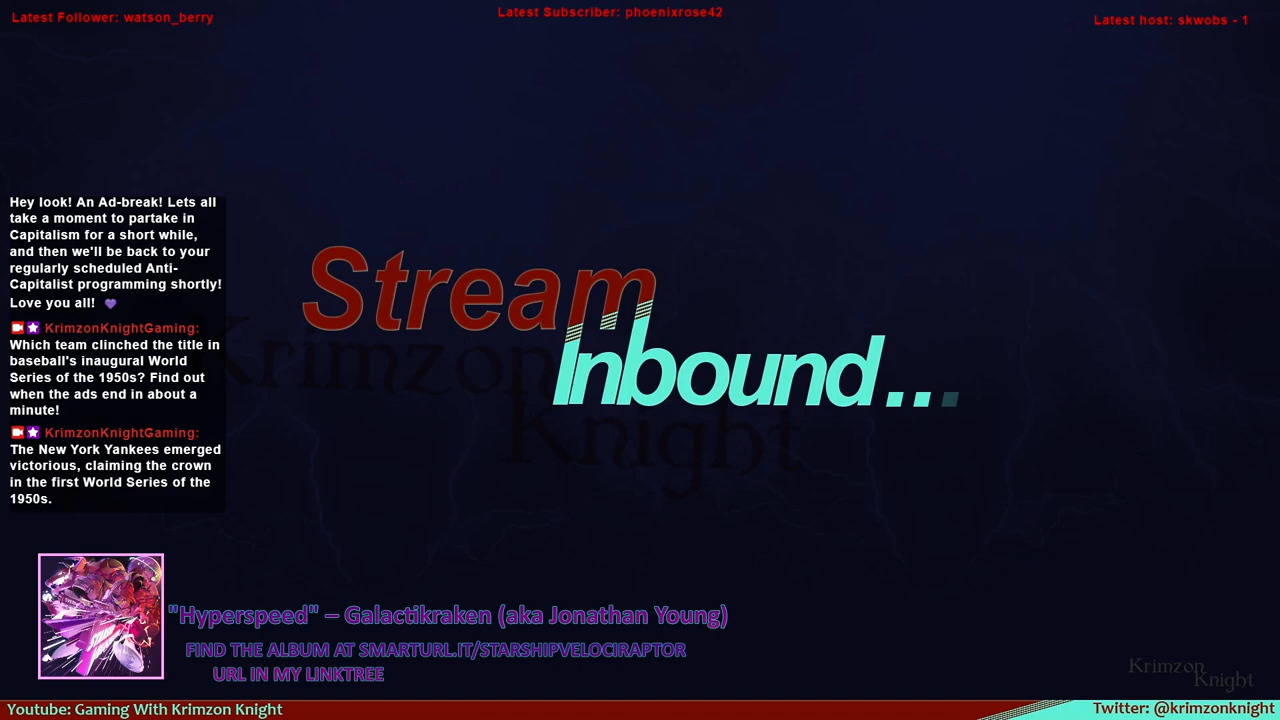 Latest Follower: watson_berry
Latest Subscriber: phoenixrose42
Latest host: skwobs - 1
Hey look! An Ad-break! Lets all
take a moment to partake in
Capitalism for a short while,
and then we'll be back to your
regularly scheduled Anti-
Capitalist programming shortly!
Love you all!
KrimzonKnightGaming:
Which team clinched the title in
baseball's inaugural World
Series of the 1950s? Find out
when the ads end in about a
minute!
KrimzonKnightGaming:
The New York Yankees emerged
victorious, claiming the crown
in the first World Series of the
1950s.
Stream
Inbound...
Krimzon
Knight
"Hyperspeed" – Galactikraken (aka Jonathan Young)
FIND THE ALBUM AT SMARTURL.IT/STARSHIPVELOCIRAPTOR
URL IN MY LINKTREE
Krimzon
Knight
Youtube: Gaming With Krimzon Knight
Twitter: @krimzonknight